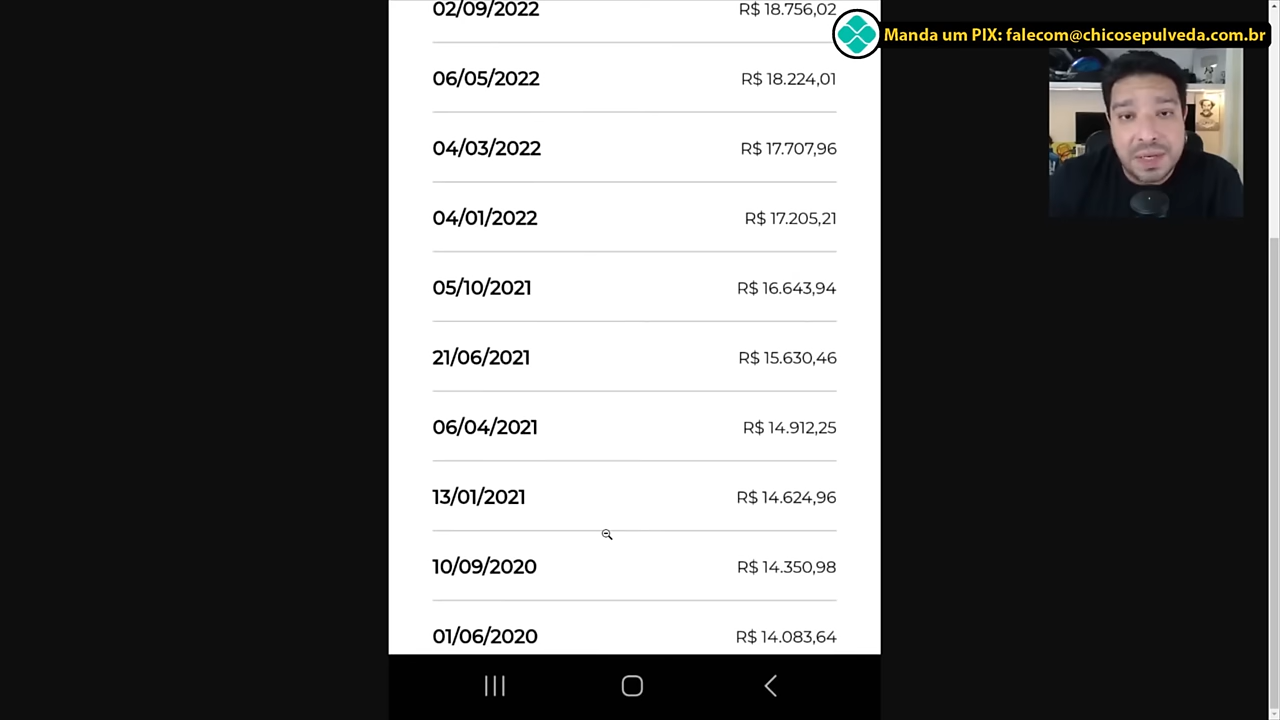 02/09/2022 R$ 18.756,02
Manda um PIX: falecom@chicosepulveda.com.br
06/05/2022 R$ 18.224,01
04/03/2022 R$ 17.707,96
04/01/2022 R$ 17.205,21
05/10/2021 R$ 16.643,94
21/06/2021 R$ 15.630,46
06/04/2021 R$ 14.912,25
13/01/2021 R$ 14.624,96
10/09/2020 R$ 14.350,98
01/06/2020 R$ 14.083,64